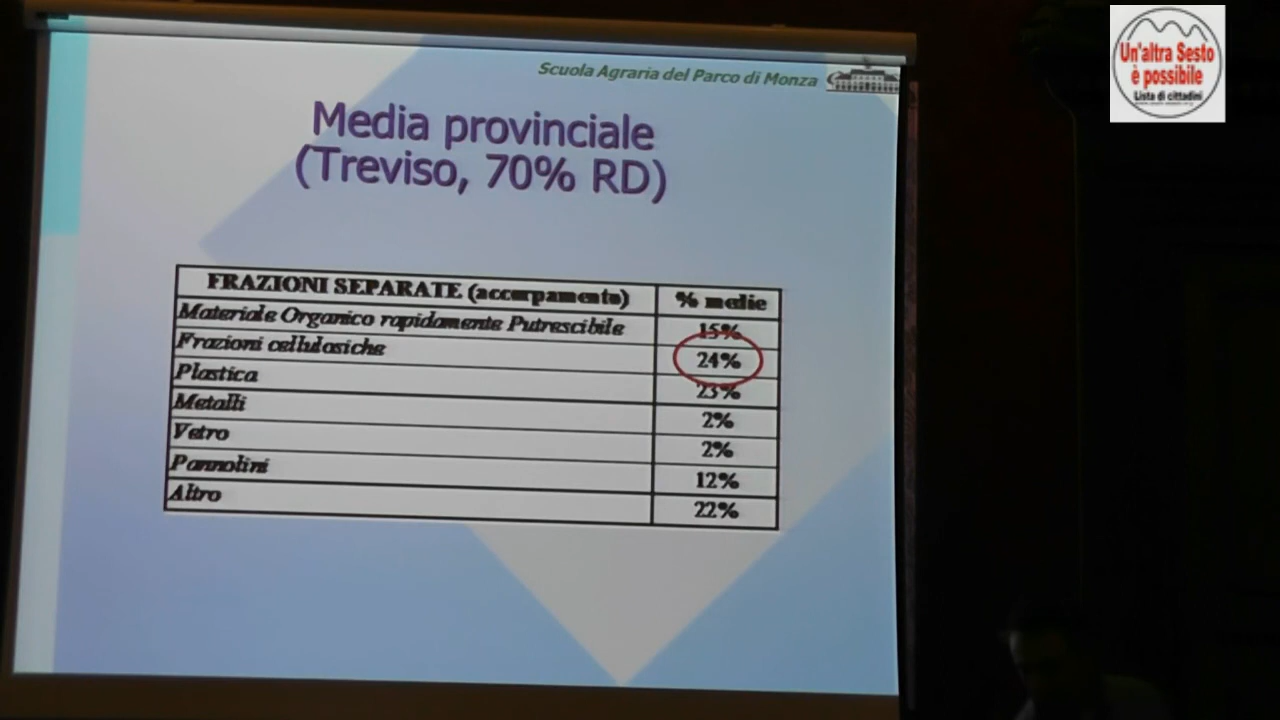 Un'altra Sesto
è possibile
Lista di cittadini
Scuola Agraria del Parco di Monza
Media provinciale
(Treviso, 70% RD)
FRAZIONI SEPARATE (accorpamento) % medie
Materiale Organico rapidamente Putrescibile 15%
Frazioni cellulosiche 24%
Plastica 23%
Metalli 2%
Vetro 2%
Pannolini 12%
Altro 22%